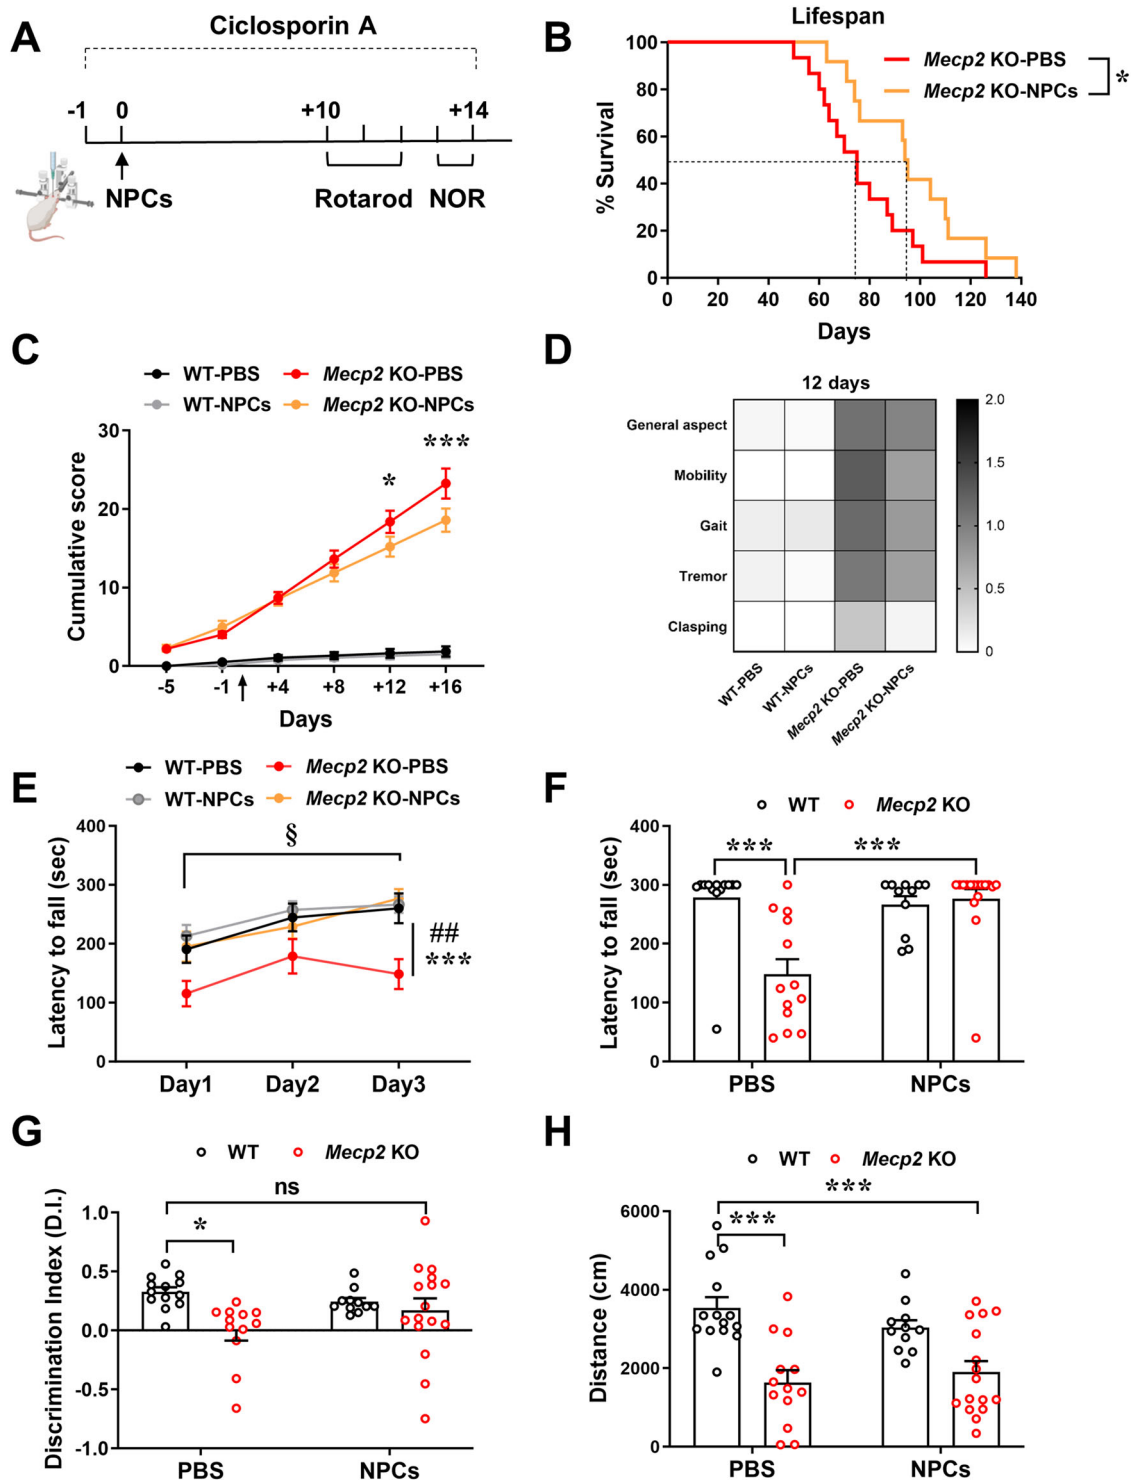 A
Ciclosporin A
-1
0
+10
+14
NPCs
Rotarod
NOR
B
Lifespan
% Survival
100
80
60
40
20
0
Mecp2 KO-PBS
Mecp2 KO-NPCs
*
0
20
40
60
80
100
120
140
Days
C
WT-PBS
Mecp2 KO-PBS
WT-NPCs
Mecp2 KO-NPCs
Cumulative score
30
20
10
0
*
***
-5
-1
+4
+8
+12
+16
Days
D
12 days
General aspect
Mobility
Gait
Tremor
Clasping
WT-PBS
WT-NPCs
Mecp2 KO-PBS
Mecp2 KO-NPCs
2.0
1.5
1.0
0.5
0
E
WT-PBS
Mecp2 KO-PBS
WT-NPCs
Mecp2 KO-NPCs
Latency to fall (sec)
400
300
200
100
0
§
##
***
Day1
Day2
Day3
F
WT
Mecp2 KO
Latency to fall (sec)
400
300
200
100
0
***
***
PBS
NPCs
G
WT
Mecp2 KO
Discrimination Index (D.I.)
1.0
0.5
0.0
-0.5
-1.0
ns
*
PBS
NPCs
H
WT
Mecp2 KO
Distance (cm)
6000
4000
2000
0
***
***
PBS
NPCs